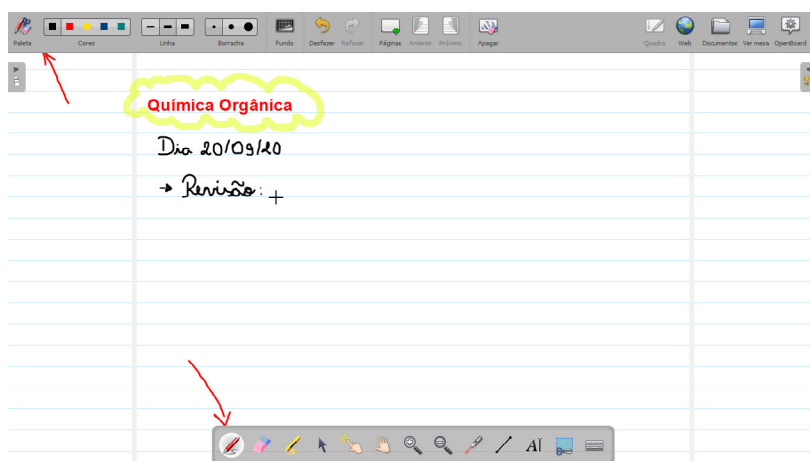 Paleta Cores Linha Borracha Fundo Desfazer Refazer Páginas Anterior Próximo Apagar Quadro Web Documentos Ver mesa OpenBoard
Química Orgânica
Dia 20/09/20
→ Revisão:
AI